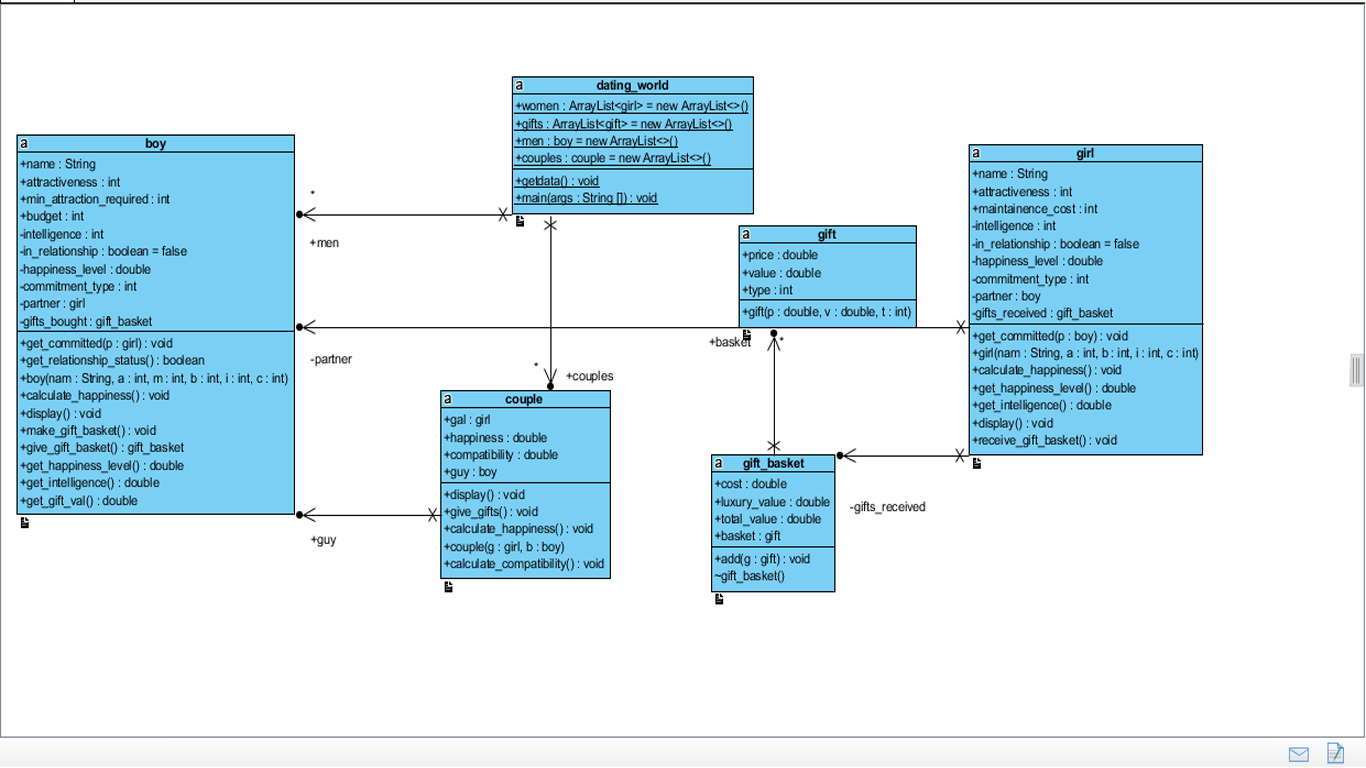 dating_world
+women : ArrayList<girl> = new ArrayList<>()
+gifts : ArrayList<gift> = new ArrayList<>()
+men : boy = new ArrayList<>()
+couples : couple = new ArrayList<>()
+getdata() : void
+main(args : String []) : void
boy
+name : String
+attractiveness : int
+min_attraction_required : int
+budget : int
-intelligence : int
-in_relationship : boolean = false
-happiness_level : double
-commitment_type : int
-partner : girl
-gifts_bought : gift_basket
+get_committed(p : girl) : void
+get_relationship_status() : boolean
+boy(nam : String, a : int, m : int, b : int, i : int, c : int)
+calculate_happiness() : void
+display() : void
+make_gift_basket() : void
+give_gift_basket() : gift_basket
+get_happiness_level() : double
+get_intelligence() : double
+get_gift_val() : double
*
+men
-partner
+guy
*
+couples
couple
+gal : girl
+happiness : double
+compatibility : double
+guy : boy
+display() : void
+give_gifts() : void
+calculate_happiness() : void
+couple(g : girl, b : boy)
+calculate_compatibility() : void
gift
+price : double
+value : double
+type : int
+gift(p : double, v : double, t : int)
+basket
*
gift_basket
+cost : double
+luxury_value : double
+total_value : double
+basket : gift
+add(g : gift) : void
~gift_basket()
-gifts_received
girl
+name : String
+attractiveness : int
+maintainence_cost : int
-intelligence : int
-in_relationship : boolean = false
-happiness_level : double
-commitment_type : int
-partner : boy
-gifts_received : gift_basket
+get_committed(p : boy) : void
+girl(nam : String, a : int, b : int, i : int, c : int)
+calculate_happiness() : void
+get_happiness_level() : double
+get_intelligence() : double
+display() : void
+receive_gift_basket() : void